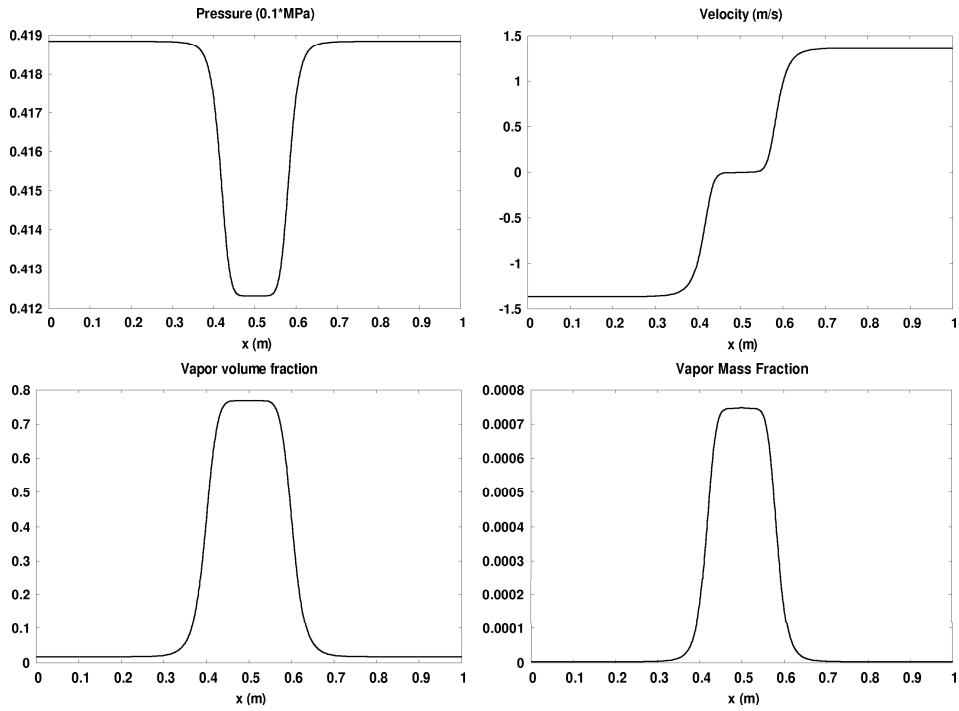 Pressure (0.1*MPa)
0.419
0.418
0.417
0.416
0.415
0.414
0.413
0.412
0 0.1 0.2 0.3 0.4 0.5 0.6 0.7 0.8 0.9 1
x (m)
Velocity (m/s)
1.5
1
0.5
0
-0.5
-1
-1.5
0 0.1 0.2 0.3 0.4 0.5 0.6 0.7 0.8 0.9 1
x (m)
Vapor volume fraction
0.8
0.7
0.6
0.5
0.4
0.3
0.2
0.1
0
0 0.1 0.2 0.3 0.4 0.5 0.6 0.7 0.8 0.9 1
x (m)
Vapor Mass Fraction
0.0008
0.0007
0.0006
0.0005
0.0004
0.0003
0.0002
0.0001
0
0 0.1 0.2 0.3 0.4 0.5 0.6 0.7 0.8 0.9 1
x (m)